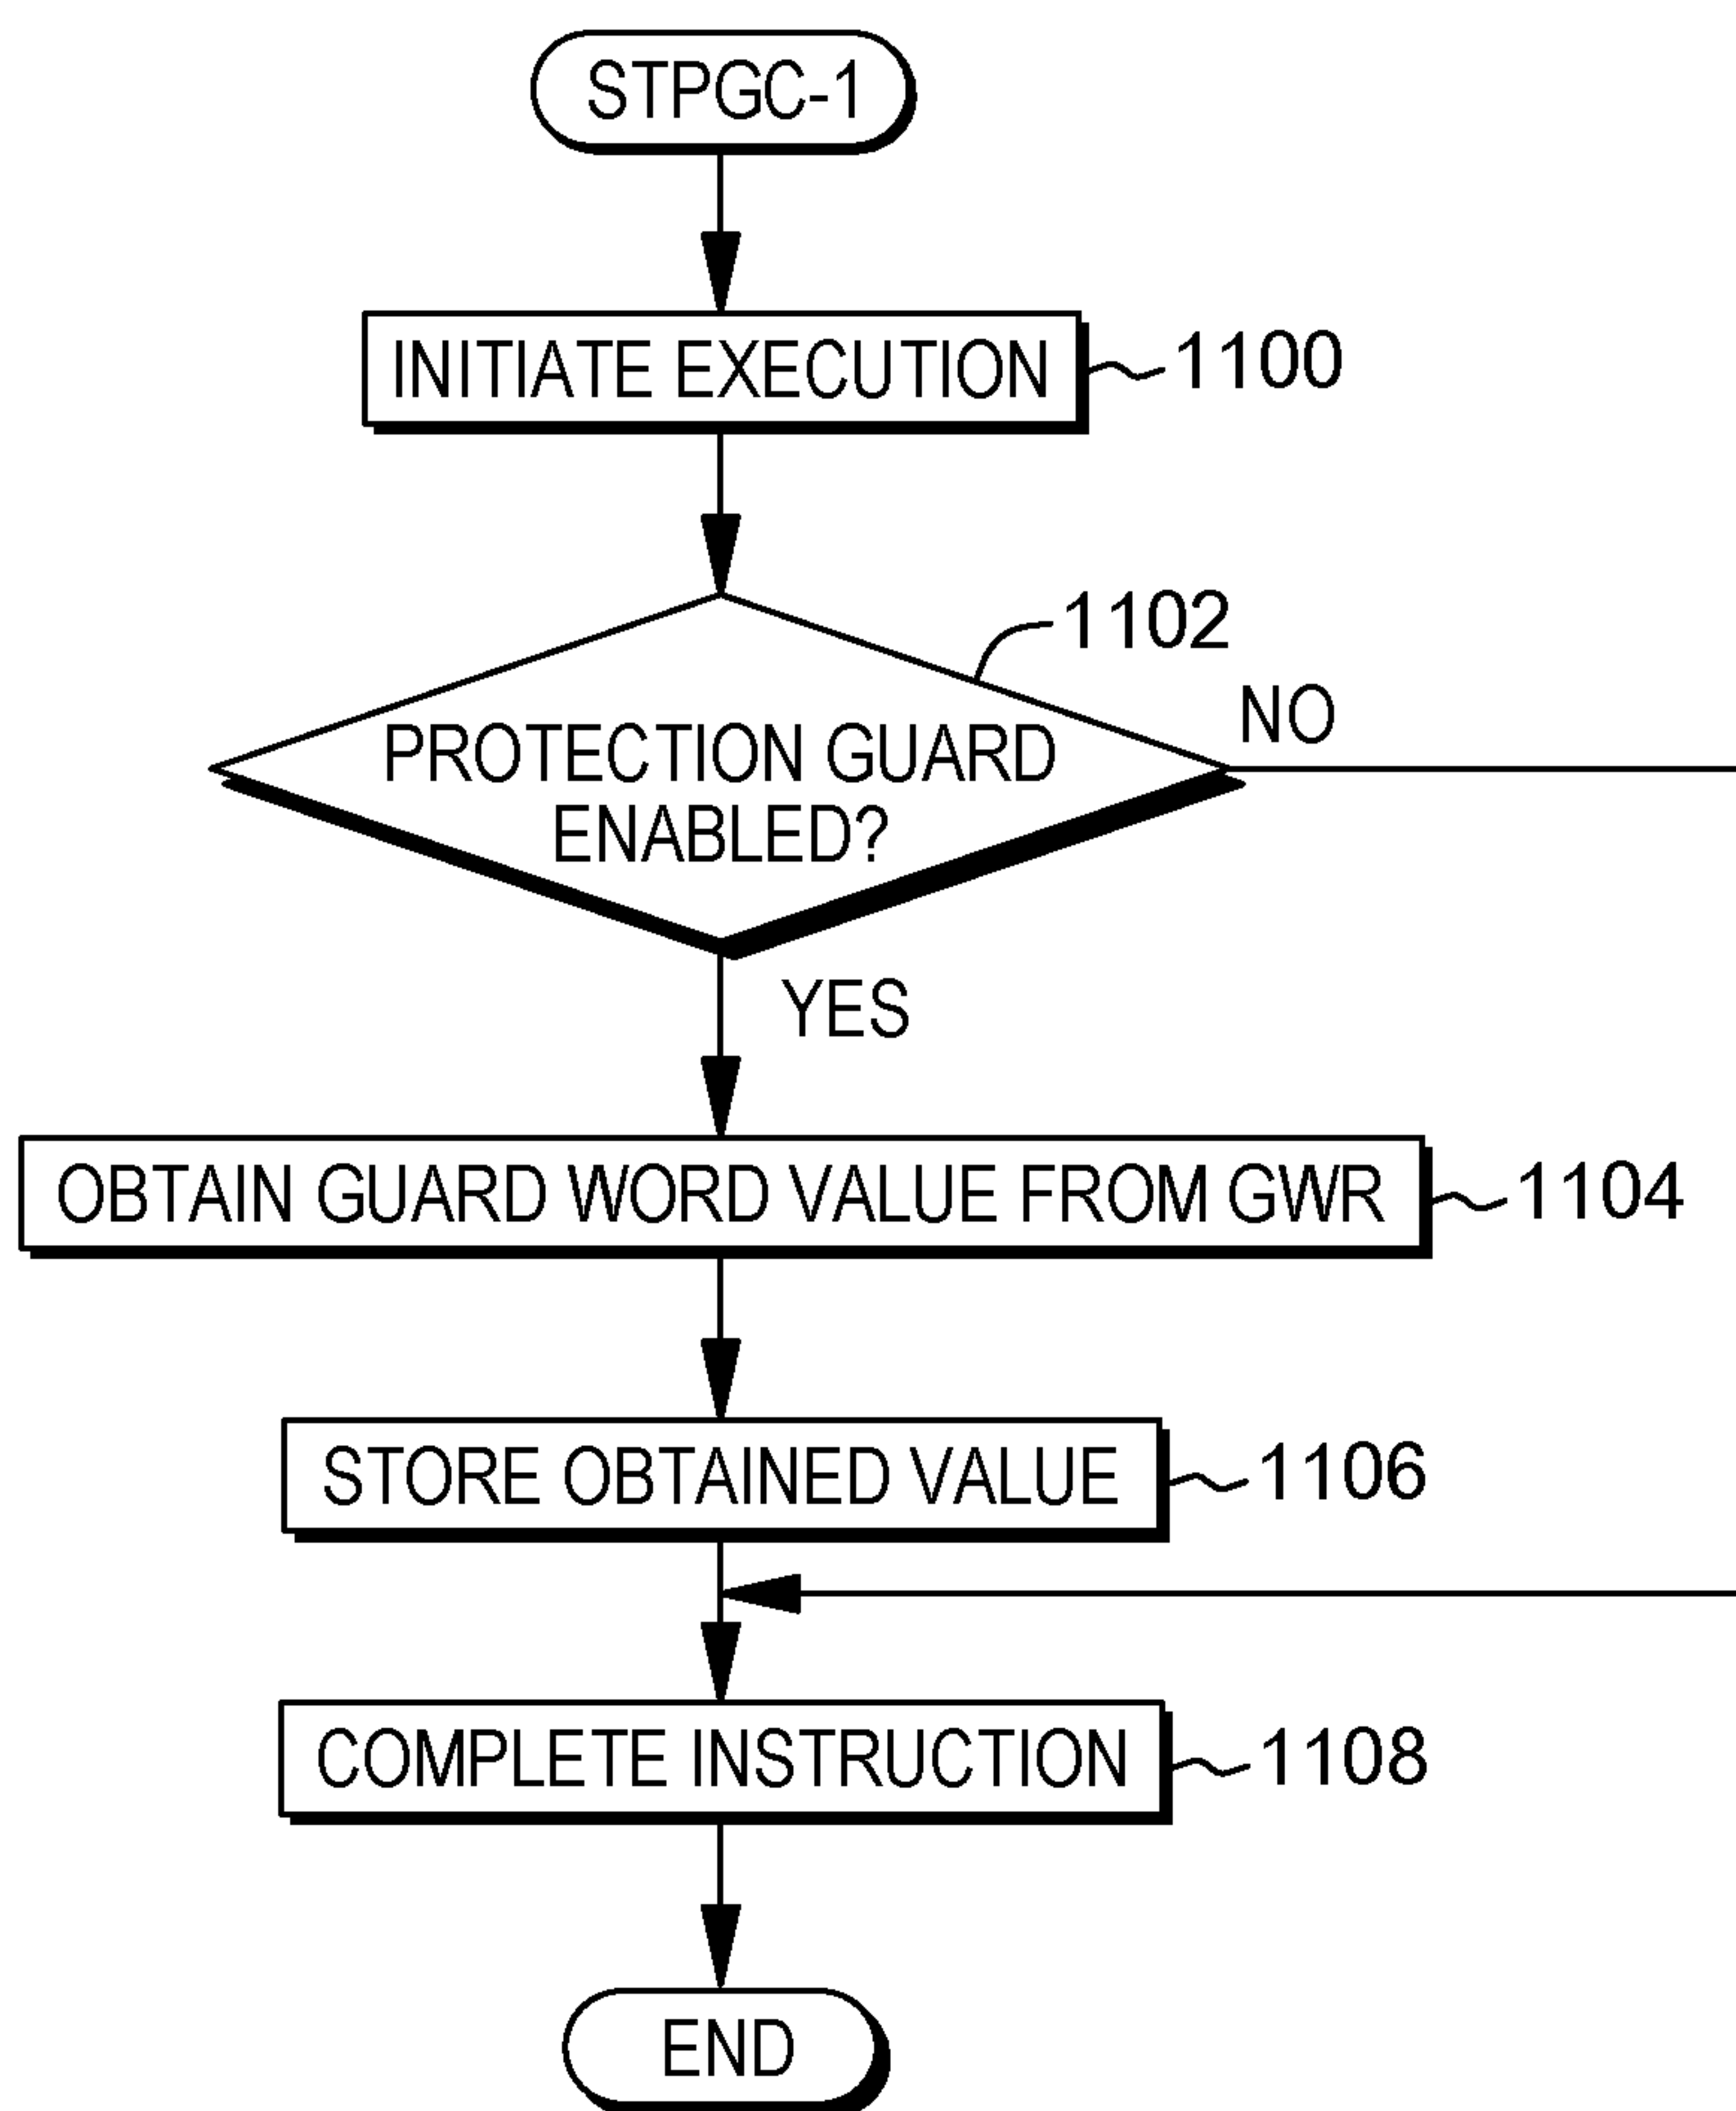 STPGC-1
INITIATE EXECUTION
1100
1102
NO
PROTECTION GUARD
ENABLED?
YES
OBTAIN GUARD WORD VALUE FROM GWR
1104
STORE OBTAINED VALUE
1106
COMPLETE INSTRUCTION
1108
END